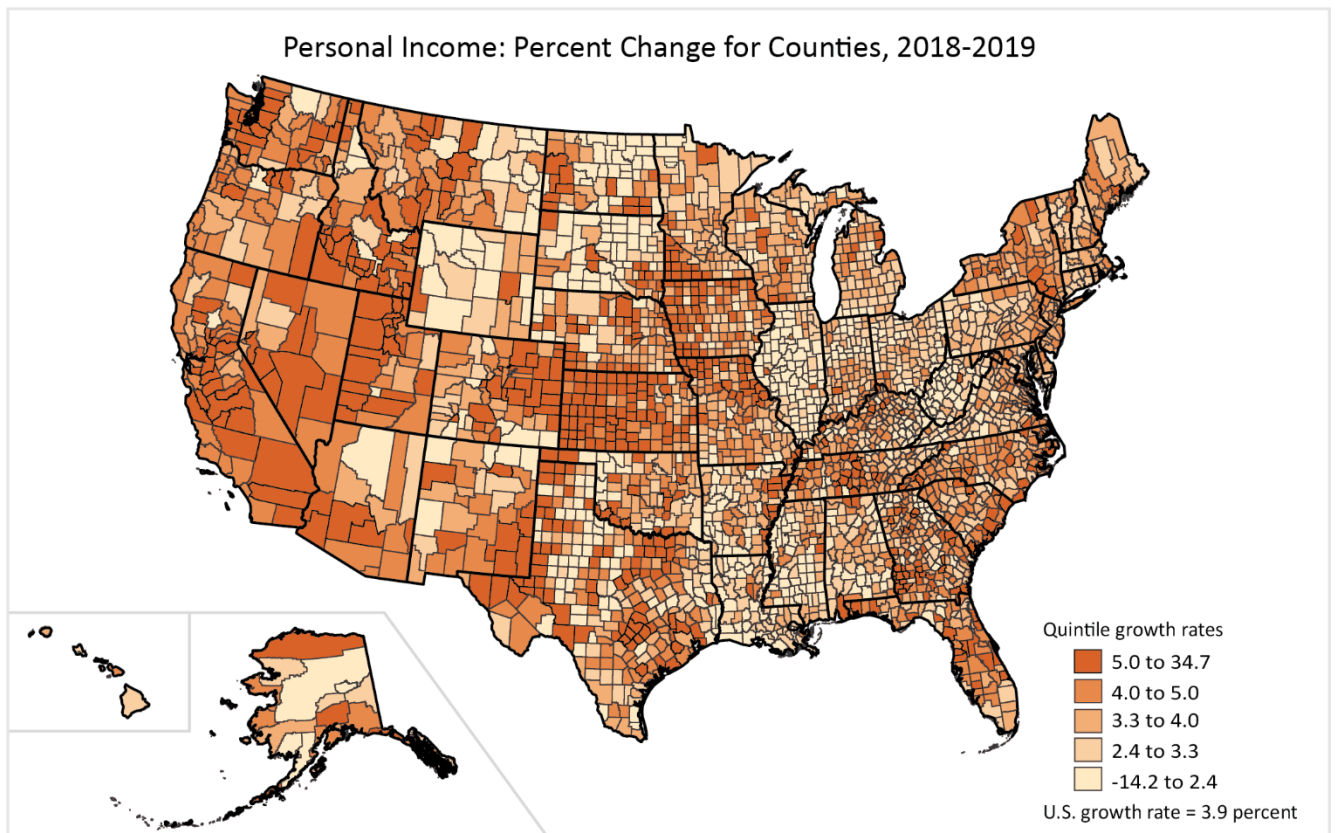 Personal Income: Percent Change for Counties, 2018-2019
Quintile growth rates
5.0 to 34.7
4.0 to 5.0
3.3 to 4.0
2.4 to 3.3
-14.2 to 2.4
U.S. growth rate = 3.9 percent